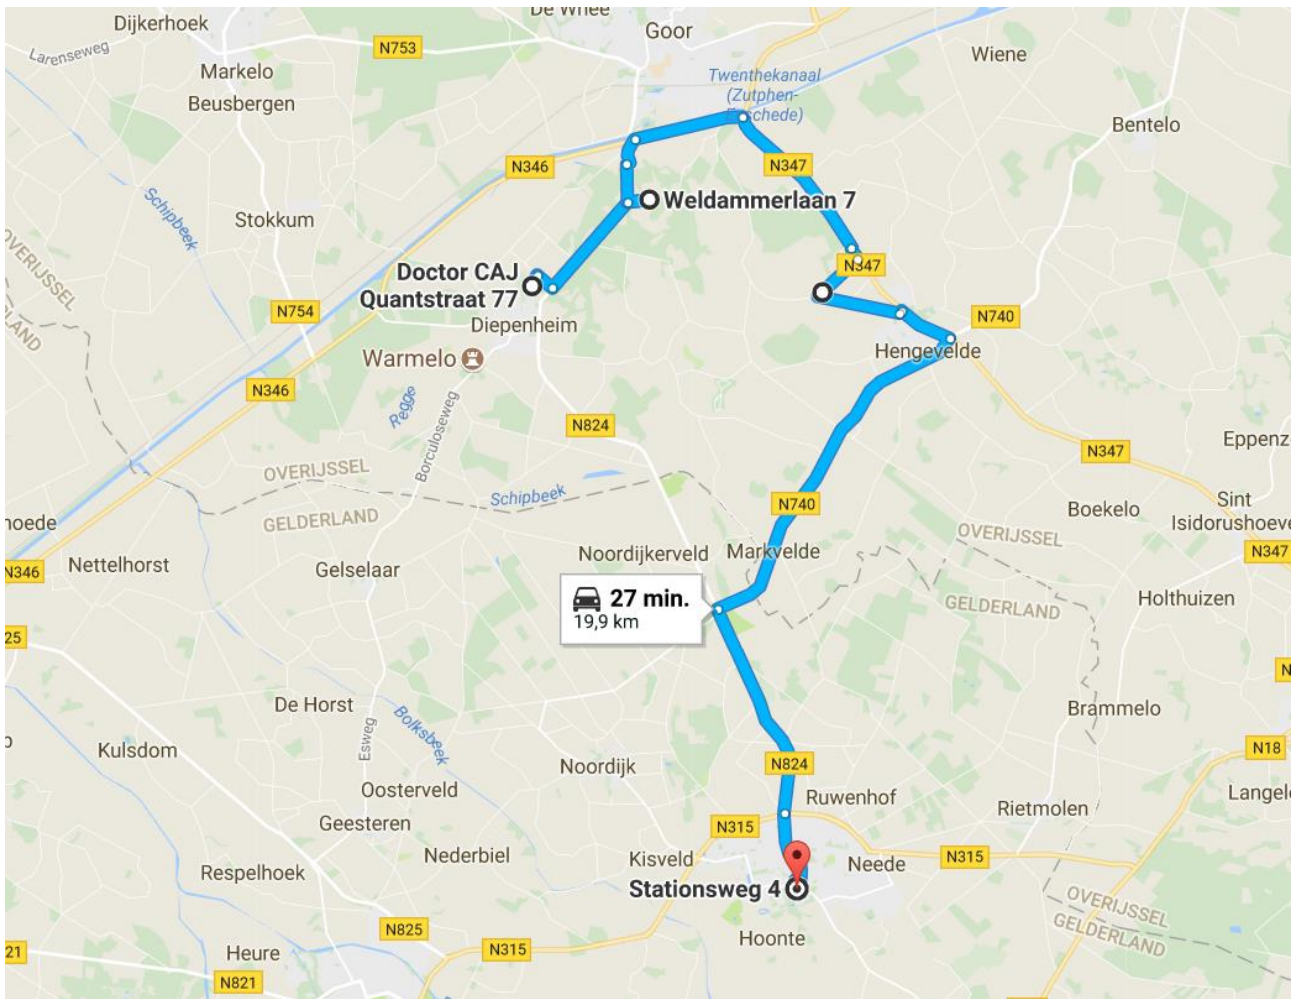 De Whee
Dijkerhoek
Goor
Larenseweg
N753
Wiene
Markelo
Twenthekanaal
(Zutphen-
Beusbergen
Bentelo
N346
N347
Schipbeek
Weldammerlaan 7
Stokkum
OVERIJSSEL
N347
Doctor CAJ
Quantstraat 77
N754
N740
Diepenheim
Hengevelde
Warmelo
N346
Regge
Borculoseweg
N824
Eppenz
N347
OVERIJSSEL
Schipbeek
N740
Sint
Isidorushoeve
Boekelo
GELDERLAND
noede
OVERIJSSEL
Noordijkerveld
Markvelde
N347
Nettelhorst
Gelselaar
N346
27 min.
19,9 km
GELDERLAND
Holthuizen
25
N
De Horst
Bolksbeek
Brammelo
Esweg
Kulsdom
N18
Noordijk
N824
Oosterveld
Ruwenhof
Rietmolen
Langel
Geesteren
N315
Nederbiel
Kisveld
Neede
N315
Respelhoek
Stationsweg 4
OVERIJSSEL
GELDERLAND
N825
Hoonte
21
Heure
N315
N821